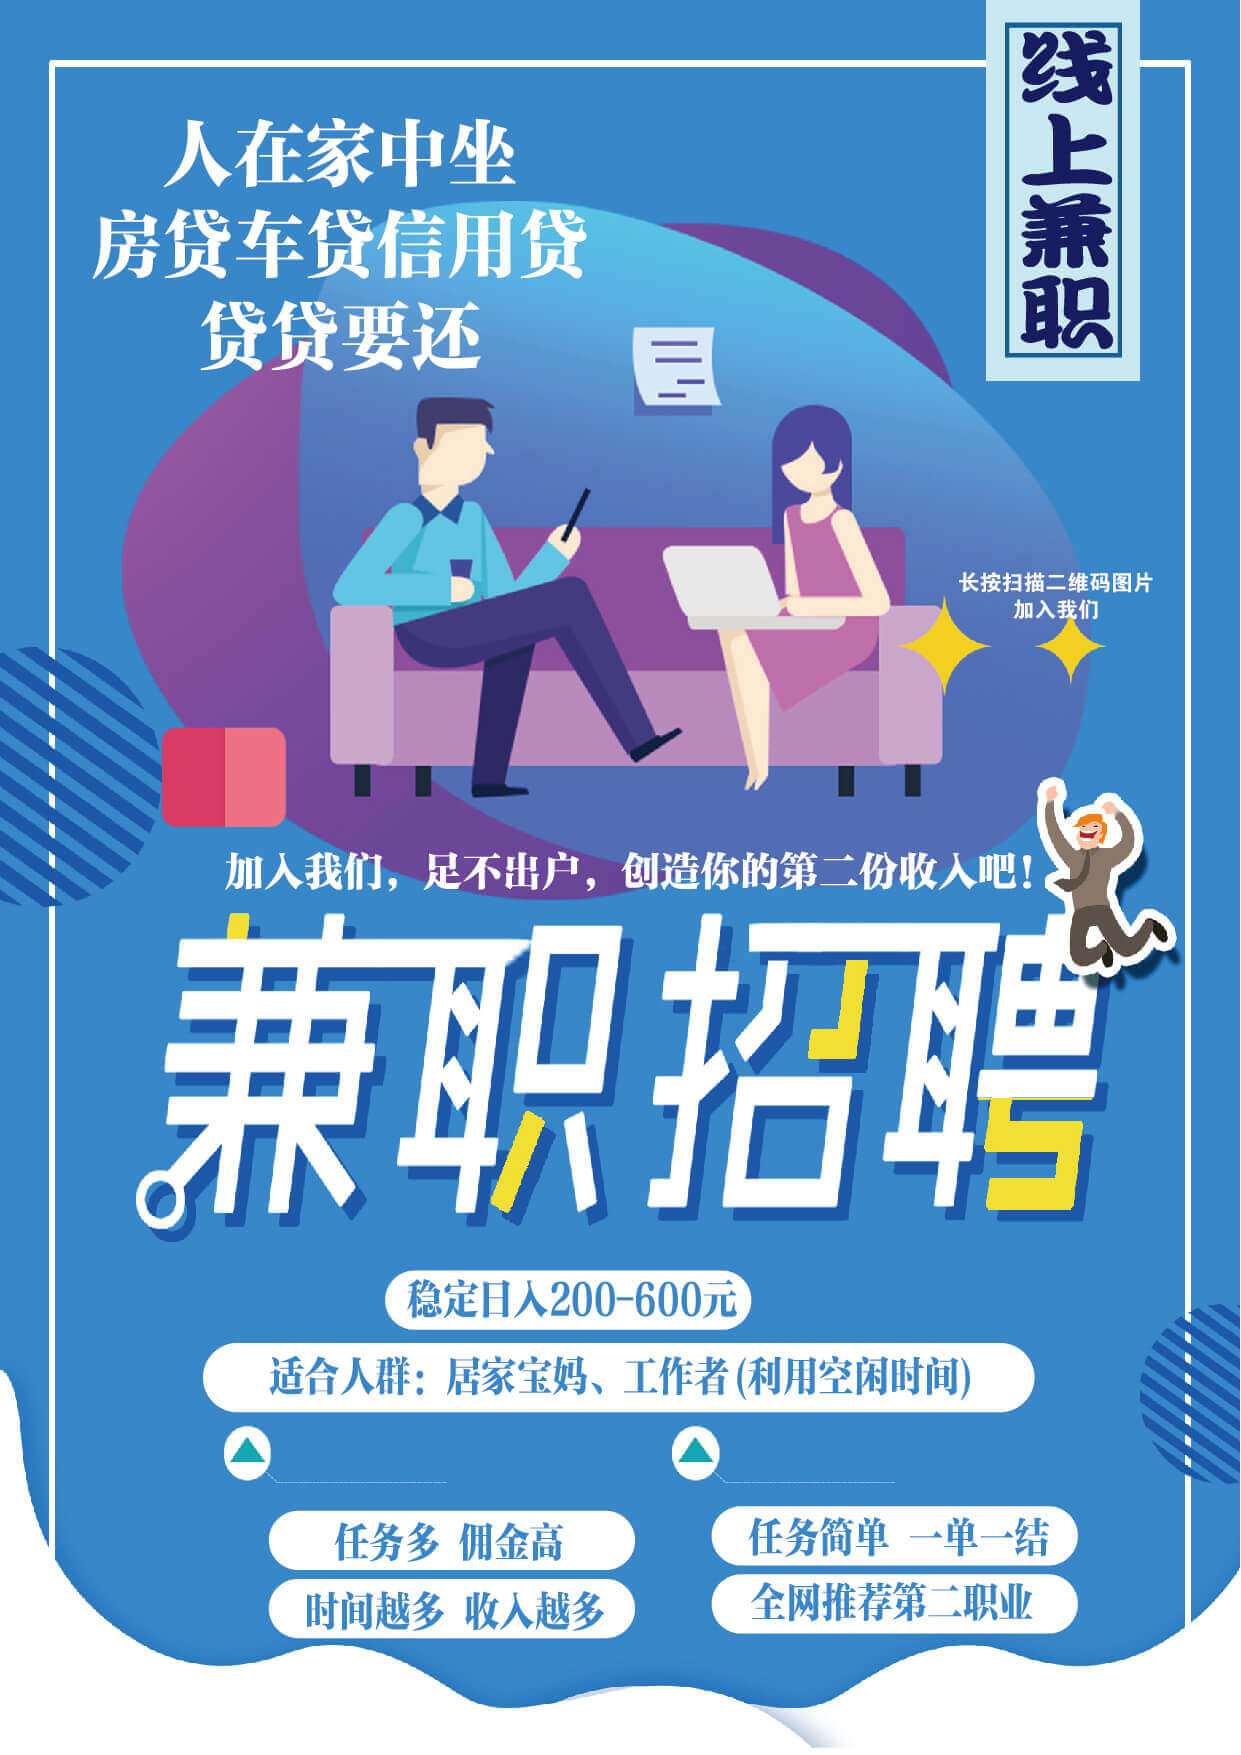 线上兼职
人在家中坐
房贷车贷信用贷
贷贷要还
长按扫描二维码图片
加入我们
加入我们，足不出户，创造你的第二份收入吧！
兼职招聘
稳定日入200-600元
适合人群：居家宝妈、工作者(利用空闲时间)
任务多 佣金高
任务简单 一单一结
时间越多 收入越多
全网推荐第二职业